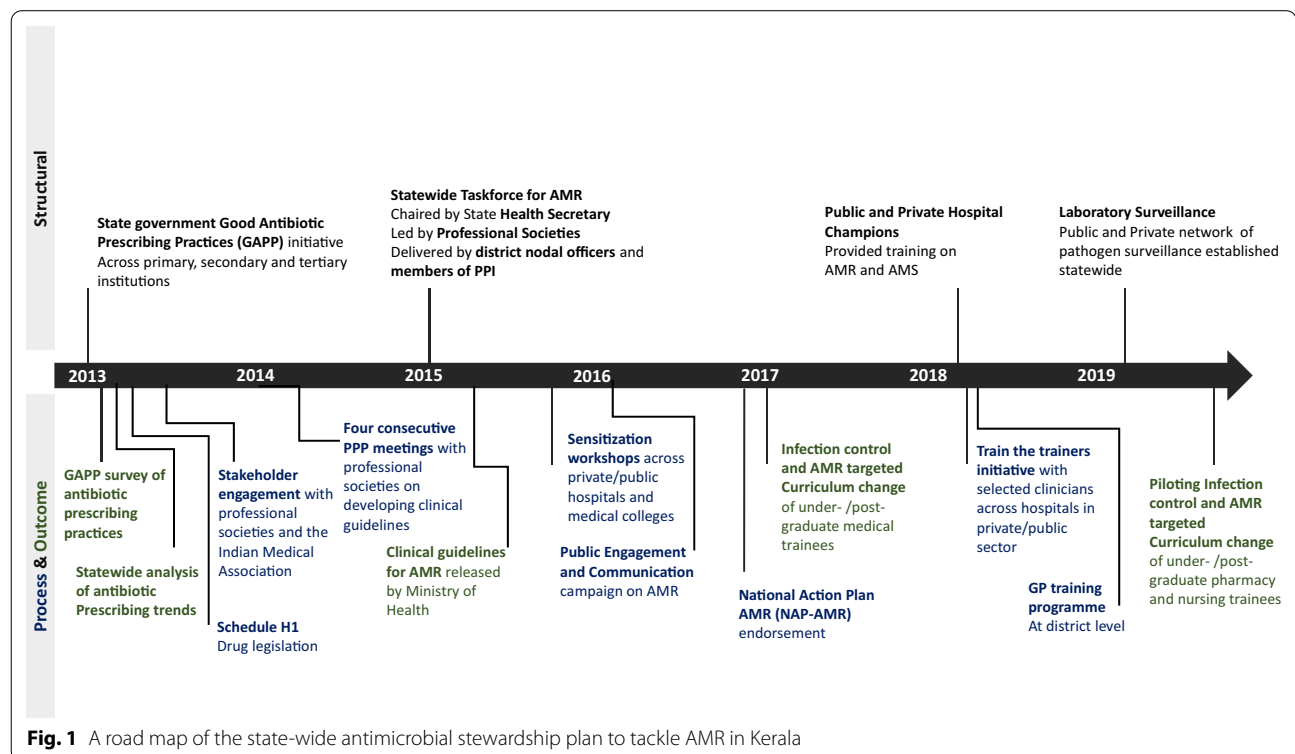 Structural
State government Good Antibiotic
Prescribing Practices (GAPP) initiative
Across primary, secondary and tertiary
institutions
Statewide Taskforce for AMR
Chaired by State Health Secretary
Led by Professional Societies
Delivered by district nodal officers and
members of PPI
Public and Private Hospital
Champions
Provided training on
AMR and AMS
Laboratory Surveillance
Public and Private network of
pathogen surveillance established
statewide
2013
2014
2015
2016
2017
2018
2019
Process & Outcome
GAPP survey of
antibiotic
prescribing
practices
Statewide analysis
of antibiotic
Prescribing trends
Stakeholder
engagement with
professional
societies and the
Indian Medical
Association
Schedule H1
Drug legislation
Four consecutive
PPP meetings with
professional
societies on
developing clinical
guidelines
Clinical guidelines
for AMR released
by Ministry of
Health
Sensitization
workshops across
private/public
hospitals and
medical colleges
Public Engagement
and Communication
campaign on AMR
Infection control
and AMR targeted
Curriculum change
of under- /post-
graduate medical
trainees
National Action Plan
AMR (NAP-AMR)
endorsement
Train the trainers
initiative with
selected clinicians
across hospitals in
private/public
sector
GP training
programme
At district level
Piloting Infection
control and AMR
targeted
Curriculum change
of under- /post-
graduate pharmacy
and nursing trainees
Fig. 1 A road map of the state-wide antimicrobial stewardship plan to tackle AMR in Kerala